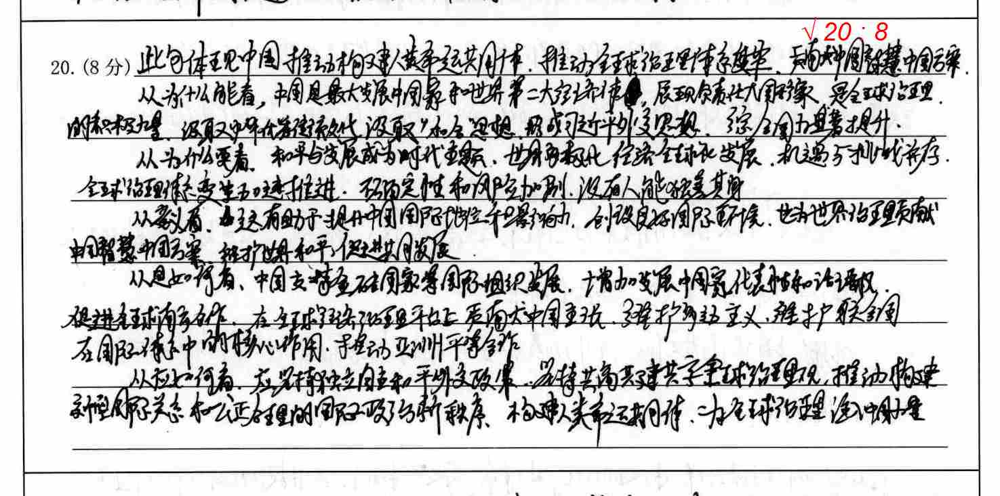 √ 20 : 8
20. (8 分) 此句体现中国推动构建人类命运共同体、推动全球治理体系变革、贡献中国智慧中国方案.
从为什么能看, 中国是最大发展中国家和世界第二大经济体, 展现负责任大国形象, 是全球治理
的积极力量. 汲取中华优秀传统文化, 汲取"和合"思想, 形成习近平外交思想. 综合国力显著提升.
从为什么要看. 和平与发展成为时代主题, 世界多极化 经济全球化发展, 机遇与挑战并存.
全球治理体系变革加速推进. 不确定性和风险加剧, 没有人能独善其身
从意义看. 这有助于提升中国国际地位和影响力, 创设良好国际环境. 也为世界治理贡献
中国智慧中国方案, 维护世界和平, 促进共同发展
从是如何看、中国支持金砖国家等国际组织发展, 增加发展中国家代表性和话语权.
促进全球南方合作. 在全球经济治理平台上 贡献中国主张, 维护多边主义, 维护联合国
在国际体系中的核心作用. 推动亚洲平等合作
从应如何看. 应坚持独立自主和平外交政策. 坚持共商共建共享全球治理观, 推动构建
新型国际关系和公正合理的国际政治新秩序、构建人类命运共同体, 为全球治理注入中国力量